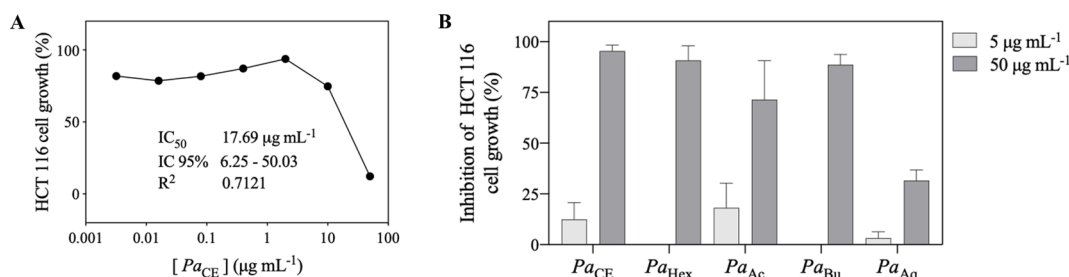 A
HCT 116 cell growth (%)
100
50
0
IC50 17.69 µg mL-1
IC 95% 6.25 - 50.03
R2 0.7121
0.001 0.01 0.1 1 10 100
[ PaCE ] (µg mL-1)
B
Inhibition of HCT 116
cell growth (%)
100
75
50
25
0
5 µg mL-1
50 µg mL-1
PaCE PaHex PaAc PaBu PaAq